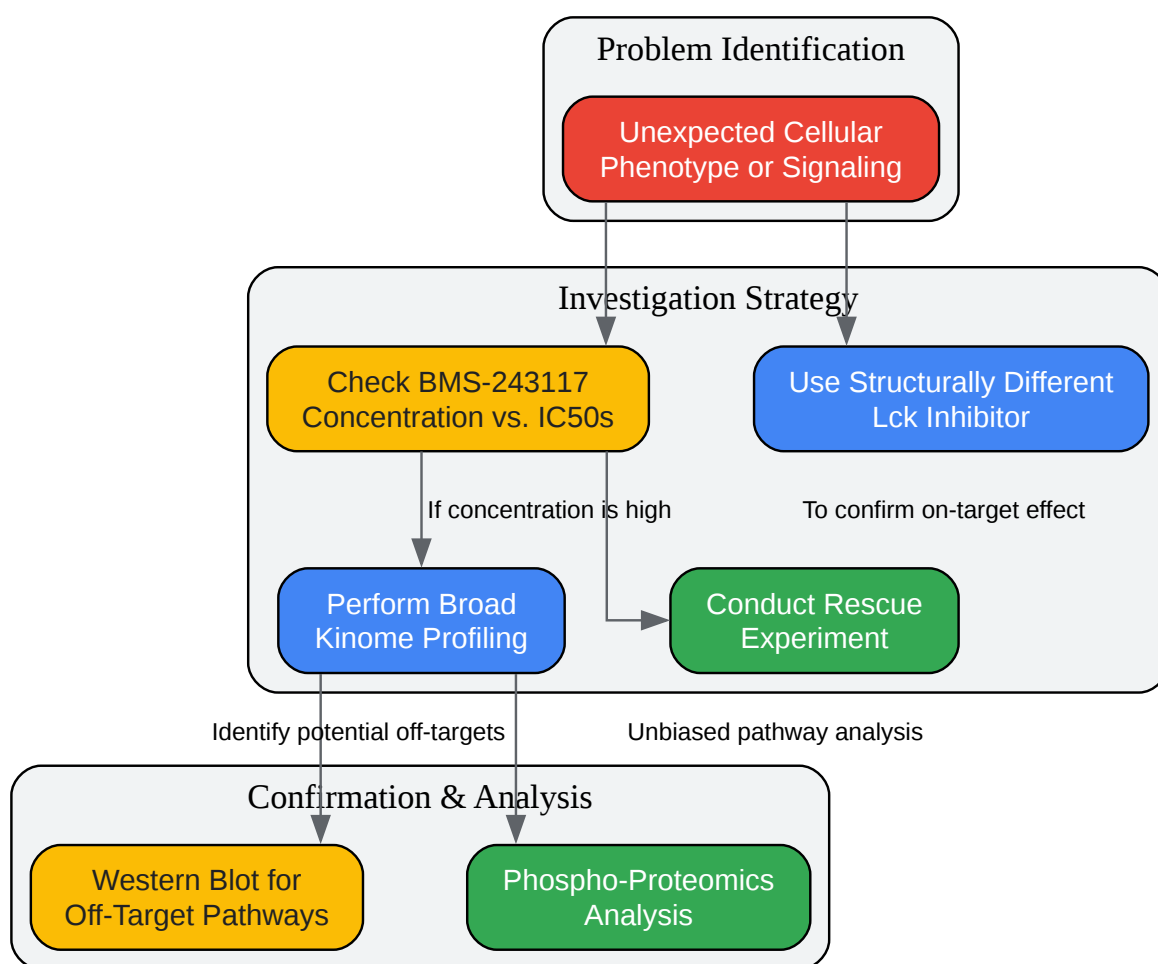 Problem Identification
Unexpected Cellular
Phenotype or Signaling
Investigation Strategy
Check BMS-243117
Concentration vs. IC50s
Use Structurally Different
Lck Inhibitor
If concentration is high
To confirm on-target effect
Perform Broad
Kinome Profiling
Conduct Rescue
Experiment
Identify potential off-targets
Unbiased pathway analysis
Confirmation & Analysis
Western Blot for
Off-Target Pathways
Phospho-Proteomics
Analysis